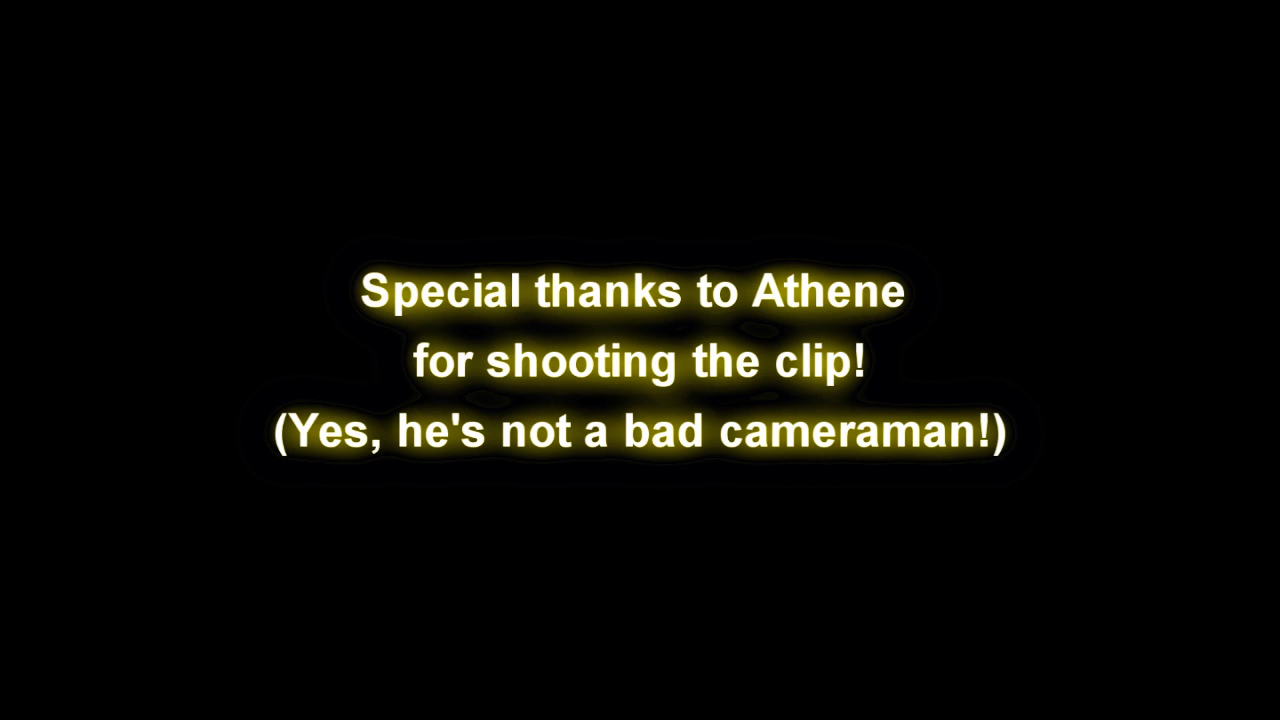 Special thanks to Athene
for shooting the clip!
(Yes, he's not a bad cameraman!)